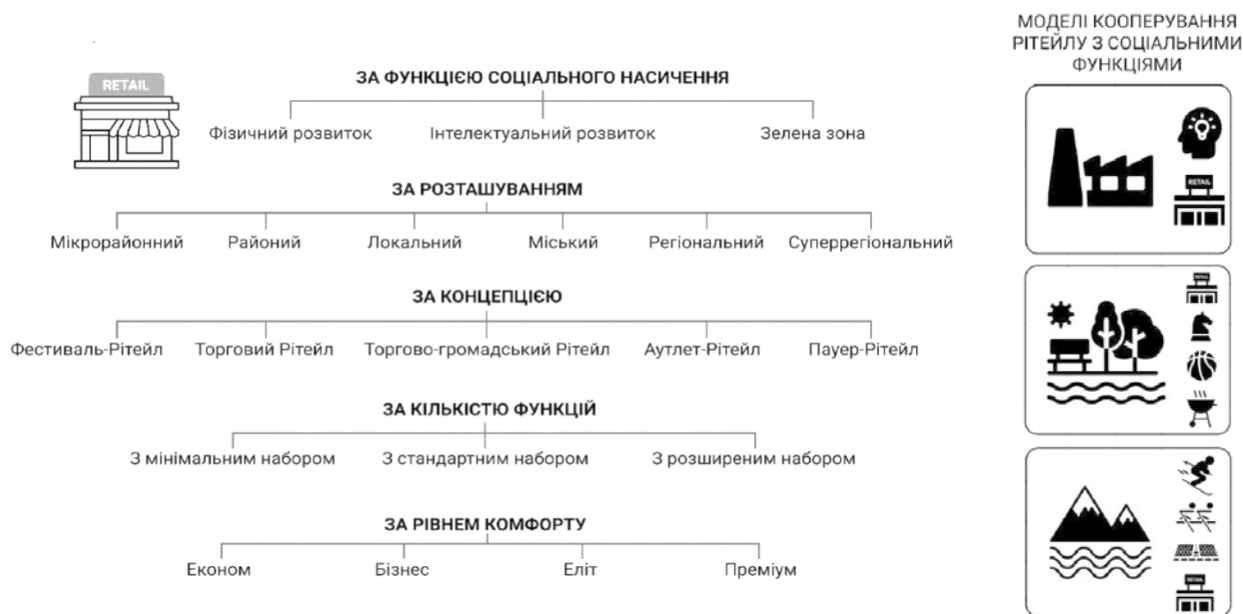 МОДЕЛІ КООПЕРУВАННЯ
РІТЕЙЛУ З СОЦІАЛЬНИМИ
ФУНКЦІЯМИ
RETAIL
ЗА ФУНКЦІЄЮ СОЦІАЛЬНОГО НАСИЧЕННЯ
Фізичний розвиток Інтелектуальний розвиток Зелена зона
ЗА РОЗТАШУВАННЯМ
Мікрорайонний Районий Локальний Міський Регіональний Суперрегіональний
ЗА КОНЦЕПЦІЄЮ
Фестиваль-Рітейл Торговий Рітейл Торгово-громадський Рітейл Аутлет-Рітейл Пауер-Рітейл
ЗА КІЛЬКІСТЮ ФУНКЦІЙ
З мінімальним набором З стандартним набором З розширеним набором
ЗА РІВНЕМ КОМФОРТУ
Економ Бізнес Еліт Преміум
RETAIL
RETAIL
RETAIL